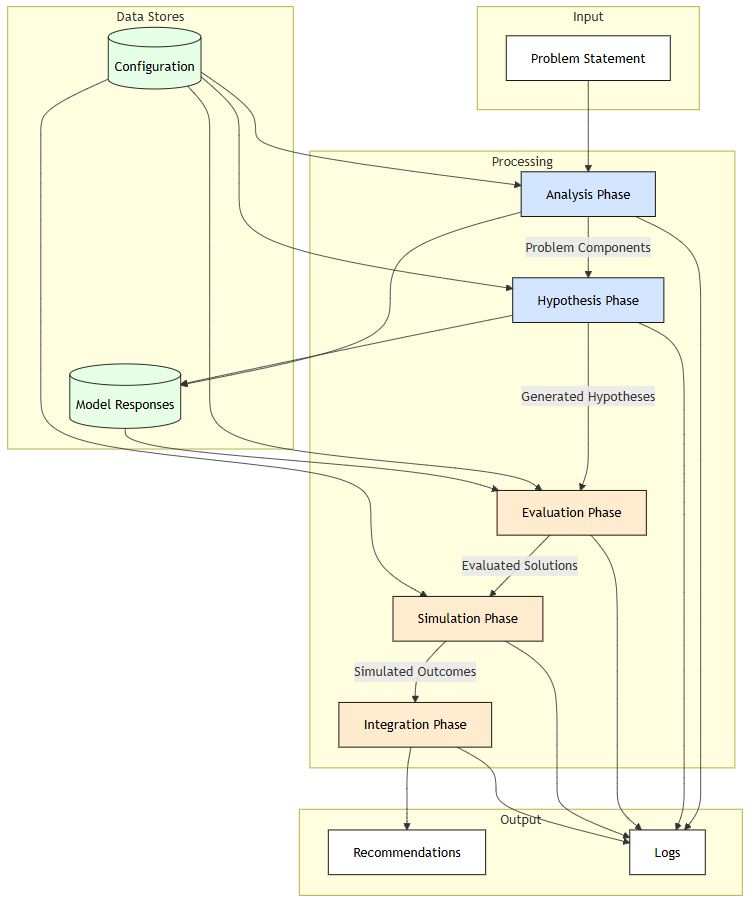 Data Stores
Input
Configuration
Problem Statement
Processing
Analysis Phase
Problem Components
Hypothesis Phase
Model Responses
Generated Hypotheses
Evaluation Phase
Evaluated Solutions
Simulation Phase
Simulated Outcomes
Integration Phase
Output
Recommendations
Logs